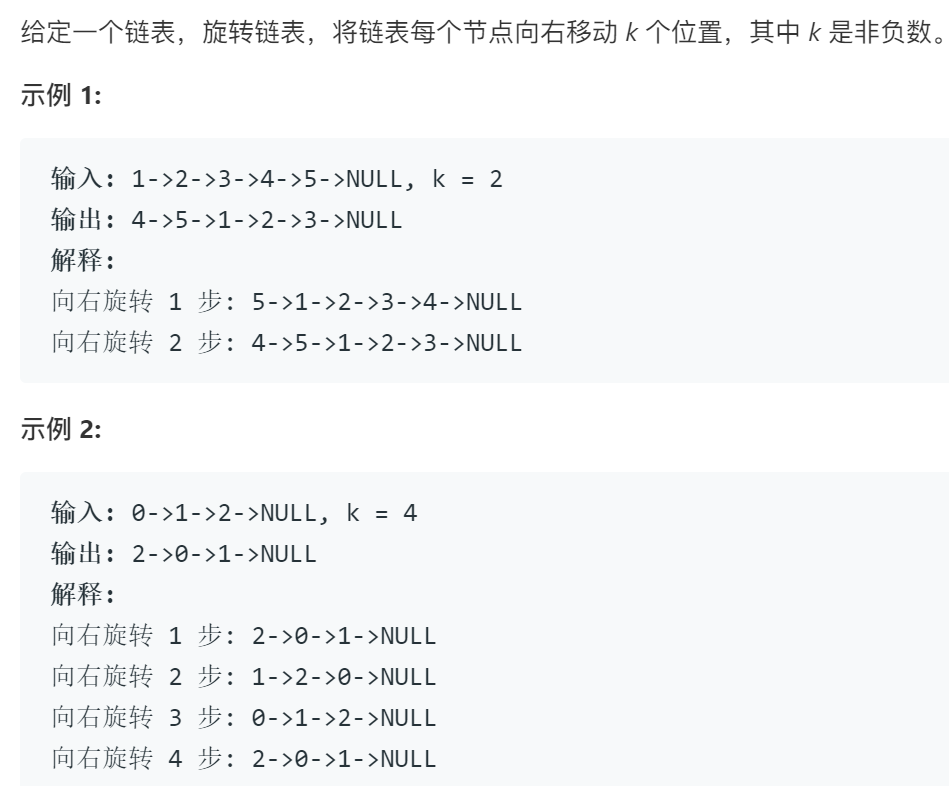 给定一个链表，旋转链表，将链表每个节点向右移动 k 个位置，其中 k 是非负数。
示例 1:
输入: 1->2->3->4->5->NULL, k = 2
输出: 4->5->1->2->3->NULL
解释:
向右旋转 1 步: 5->1->2->3->4->NULL
向右旋转 2 步: 4->5->1->2->3->NULL
示例 2:
输入: 0->1->2->NULL, k = 4
输出: 2->0->1->NULL
解释:
向右旋转 1 步: 2->0->1->NULL
向右旋转 2 步: 1->2->0->NULL
向右旋转 3 步: 0->1->2->NULL
向右旋转 4 步: 2->0->1->NULL